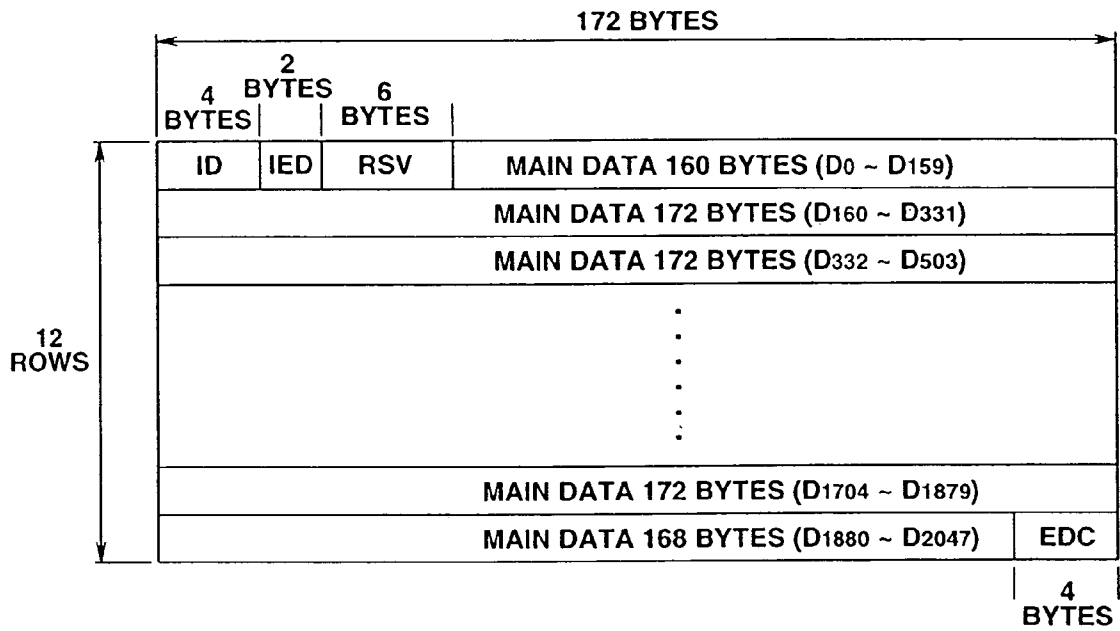 172 BYTES
4 BYTES
2 BYTES
6 BYTES
ID IED RSV MAIN DATA 160 BYTES (D0 ~ D159)
MAIN DATA 172 BYTES (D160 ~ D331)
MAIN DATA 172 BYTES (D332 ~ D503)
12 ROWS
MAIN DATA 172 BYTES (D1704 ~ D1879)
MAIN DATA 168 BYTES (D1880 ~ D2047) EDC
4 BYTES